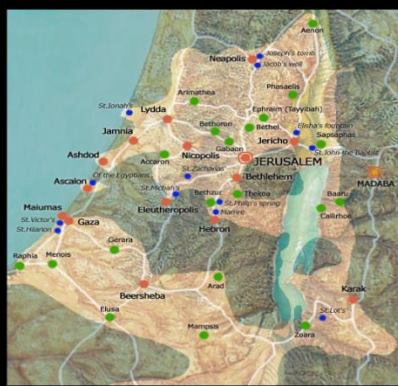 Aenon
Neapolis
Joseph's tomb
Jacob's well
Phasaelis
Arimathea
St.Jonah's
Lydda
Ephraim (Tayyibah)
Elisha's fountain
Bethoron
Bethel
Sapsaphas
Jamnia
Gabaon
Jericho
St.John the Baptist
Nicopolis
Accaron
JERUSALEM
Ashdod
St.Zacharias
Bethlehem
MADABA
Of the Egyptians
Ascalon
St.Micbah's
Bethzur
Thekoa
Baaru
Maiumas
Eleutheropolis
St.Philip's spring
St.Victor's
Gaza
Mamre
Callirhoe
St.Hilarion
Hebron
Gerara
Raphia
Menois
Arad
Beersheba
Karak
Elusa
St.Lot's
Mampsis
Zoara